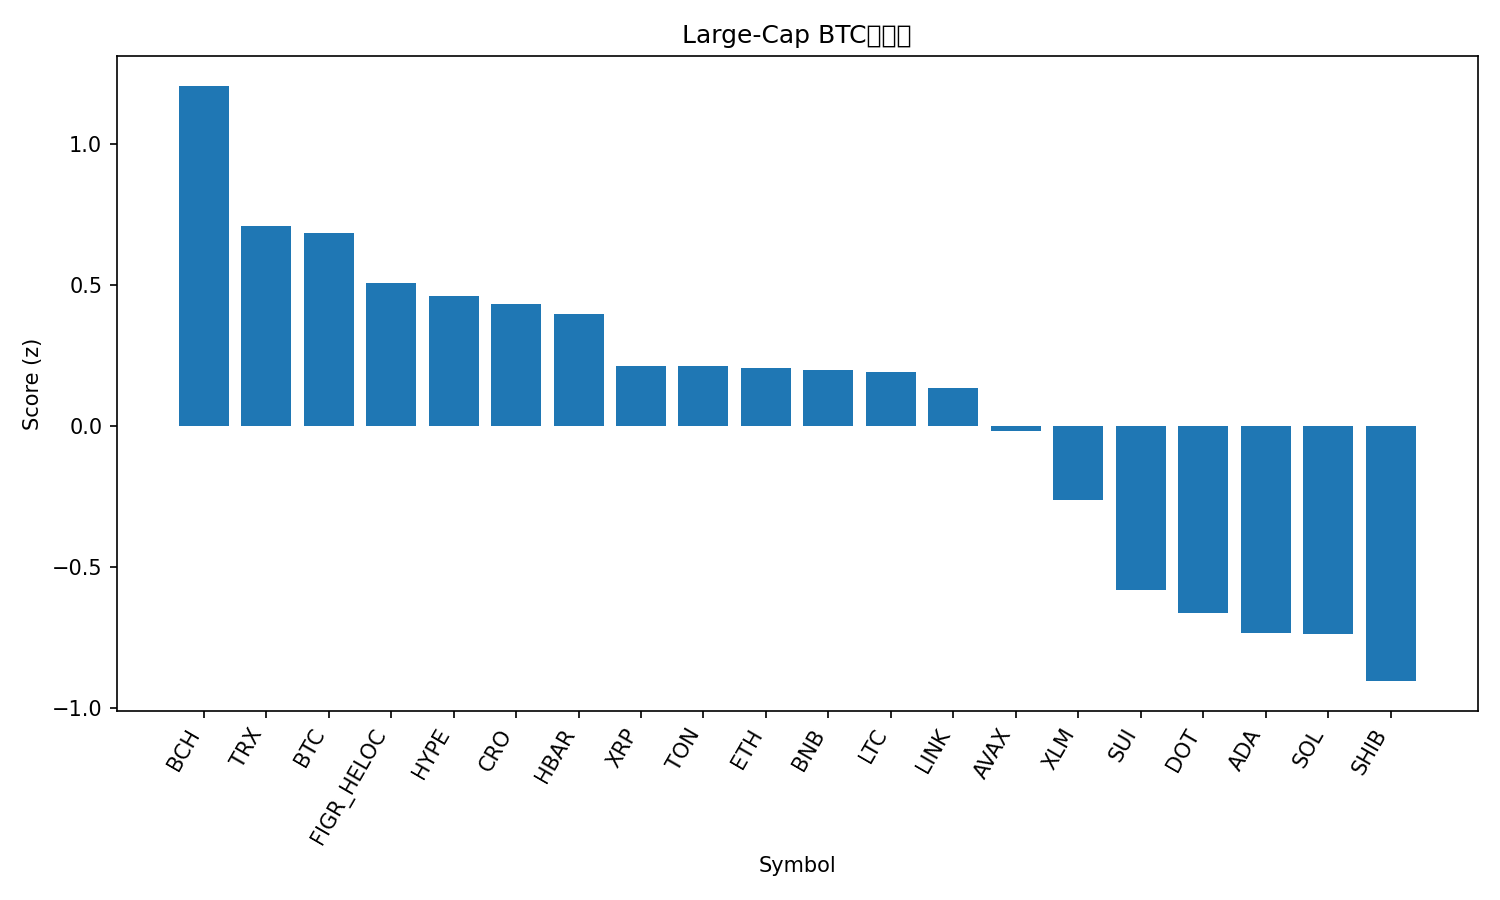 Large-Cap BTC
Score (z)
1.0
0.5
0.0
−0.5
−1.0
BCH
TRX
BTC
FIGR_HELOC
HYPE
CRO
HBAR
XRP
TON
ETH
BNB
LTC
LINK
AVAX
XLM
SUI
DOT
ADA
SOL
SHIB
Symbol